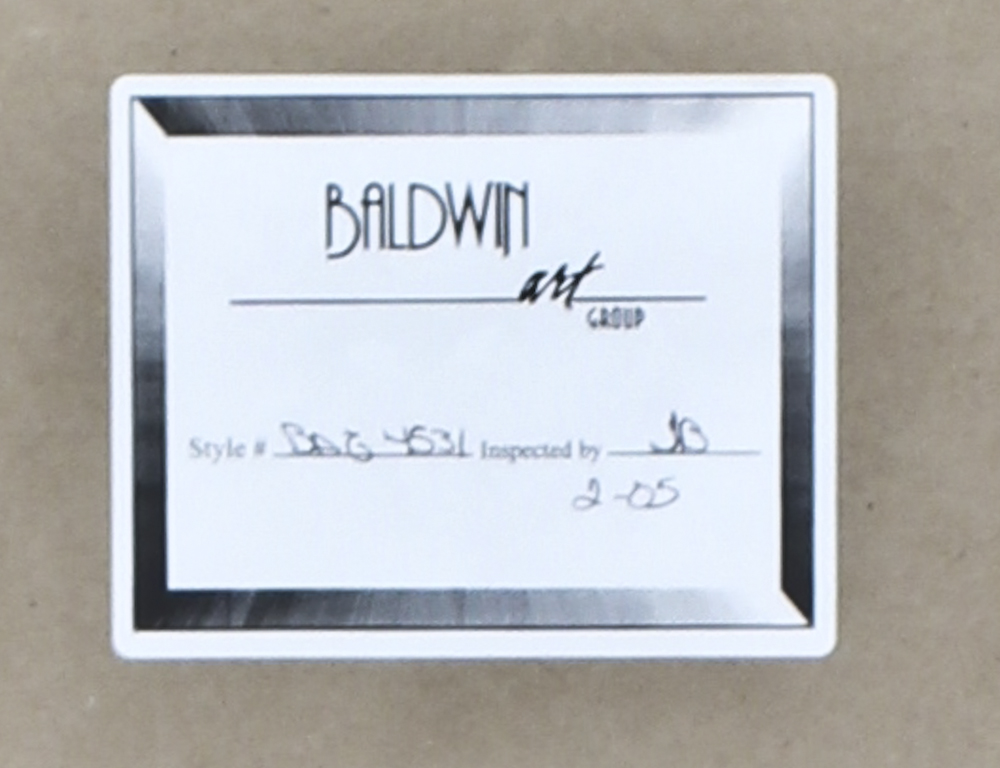 BALDWIN
art
GROUP
Style # BAG 4531 Inspected by JB
2-05